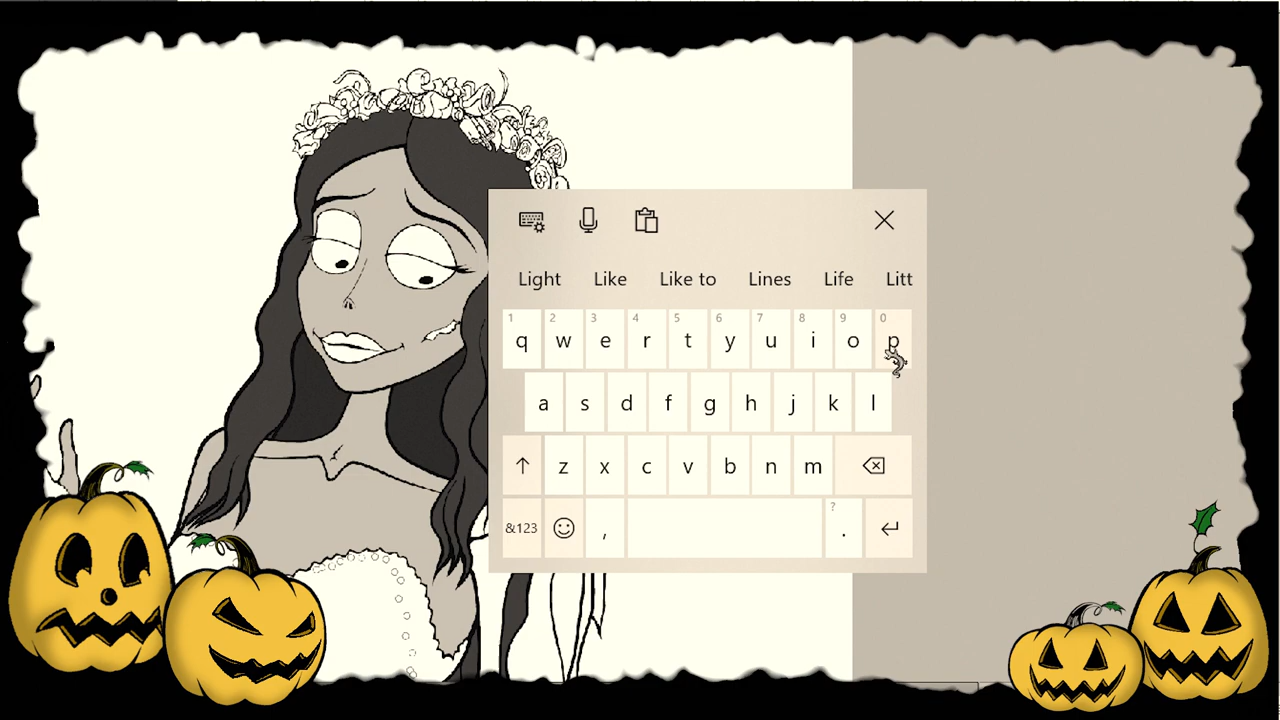 Light Like Like to Lines Life Litt
1 2 3 4 5 6 7 8 9 0
q w e r t y u i o p
a s d f g h j k l
z x c v b n m
?
&123 , .